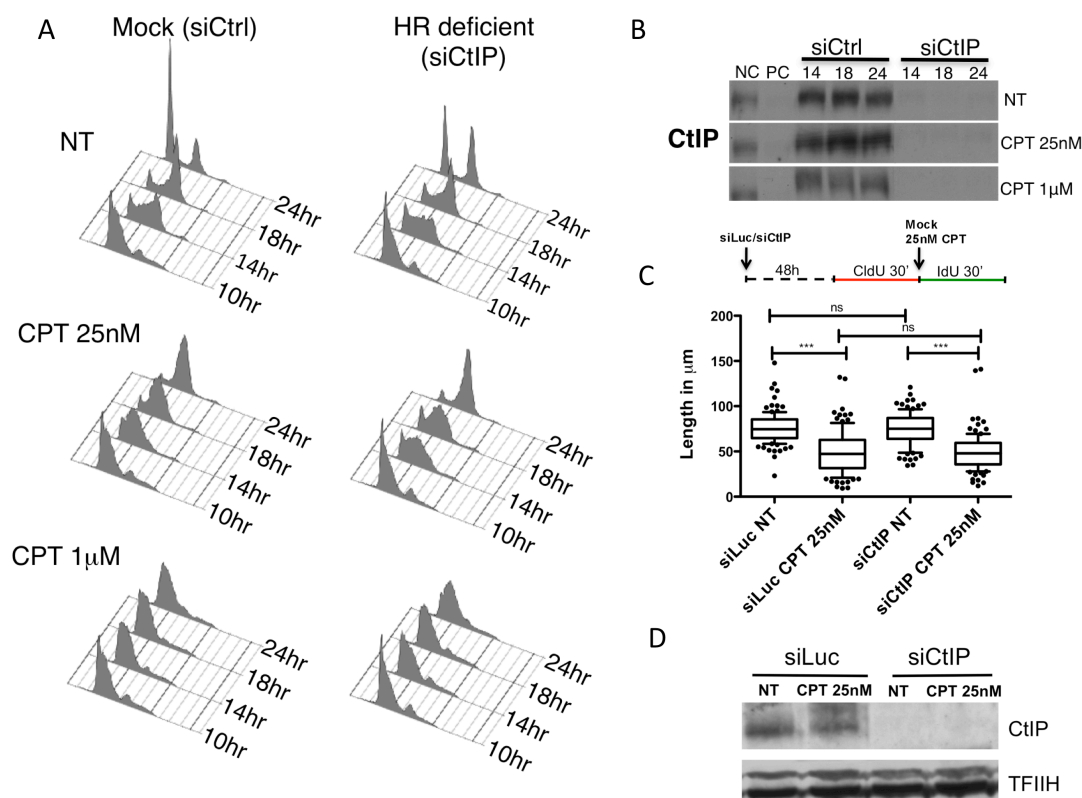 A
Mock (siCtrl)
HR deficient
(siCtIP)
NT
24hr
18hr
14hr
10hr
24hr
18hr
14hr
10hr
CPT 25nM
24hr
18hr
14hr
10hr
24hr
18hr
14hr
10hr
CPT 1µM
24hr
18hr
14hr
10hr
24hr
18hr
14hr
10hr
B
siCtrl siCtIP
NC PC 14 18 24 14 18 24
NT
CtIP
CPT 25nM
CPT 1µM
C
siLuc/siCtIP
Mock
25nM CPT
48h
CldU 30'
IdU 30'
Length in µm
200
150
100
50
0
ns
ns
***
***
siLuc NT
siLuc CPT 25nM
siCtIP NT
siCtIP CPT 25nM
D
siLuc siCtIP
NT CPT 25nM NT CPT 25nM
CtIP
TFIIH